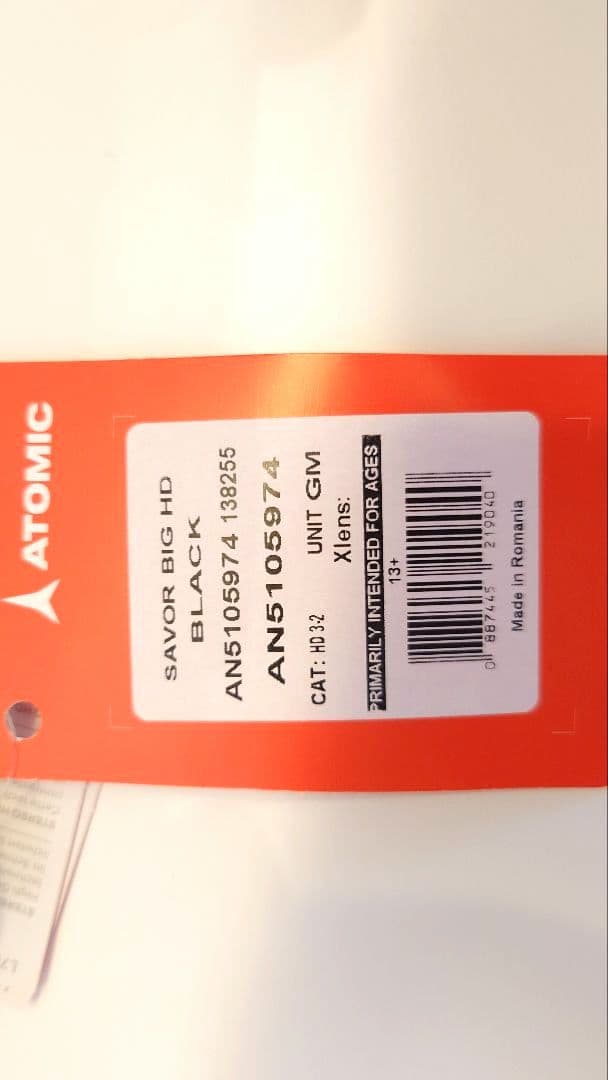 ATOMIC
SAVOR BIG HD
BLACK
AN5105974 138255
AN5105974
CAT: HD 3-2 UNIT GM
Xlens:
PRIMARILY INTENDED FOR AGES
13+
0 887445 219040
Made in Romania